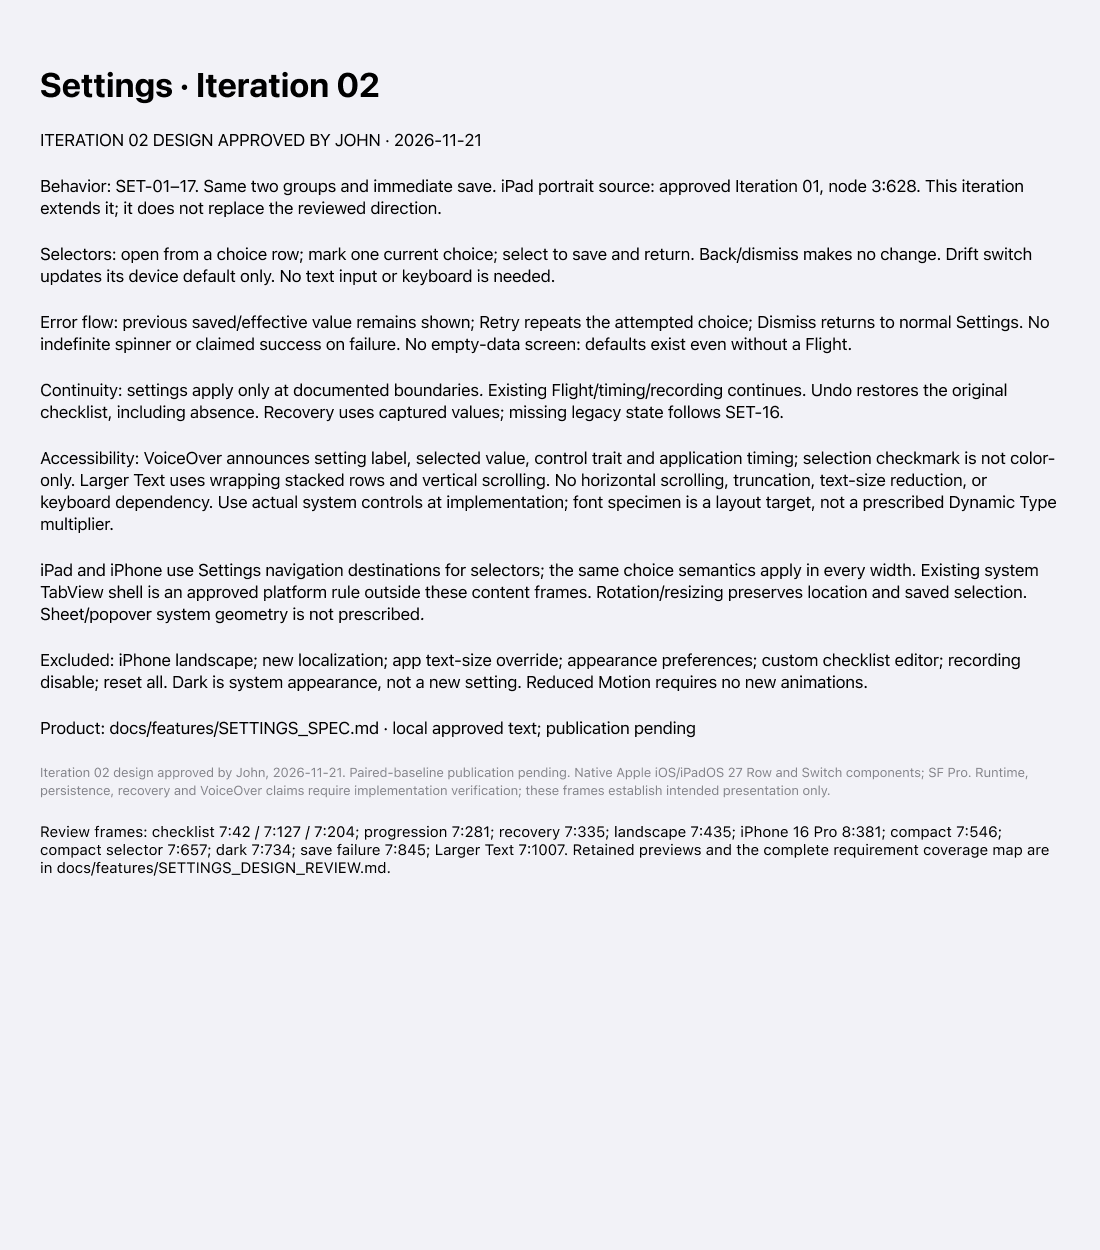 Settings · Iteration 02
ITERATION 02 DESIGN APPROVED BY JOHN · 2026-11-21
Behavior: SET-01–17. Same two groups and immediate save. iPad portrait source: approved Iteration 01, node 3:628. This iteration
extends it; it does not replace the reviewed direction.
Selectors: open from a choice row; mark one current choice; select to save and return. Back/dismiss makes no change. Drift switch
updates its device default only. No text input or keyboard is needed.
Error flow: previous saved/effective value remains shown; Retry repeats the attempted choice; Dismiss returns to normal Settings. No
indefinite spinner or claimed success on failure. No empty-data screen: defaults exist even without a Flight.
Continuity: settings apply only at documented boundaries. Existing Flight/timing/recording continues. Undo restores the original
checklist, including absence. Recovery uses captured values; missing legacy state follows SET-16.
Accessibility: VoiceOver announces setting label, selected value, control trait and application timing; selection checkmark is not color-
only. Larger Text uses wrapping stacked rows and vertical scrolling. No horizontal scrolling, truncation, text-size reduction, or
keyboard dependency. Use actual system controls at implementation; font specimen is a layout target, not a prescribed Dynamic Type
multiplier.
iPad and iPhone use Settings navigation destinations for selectors; the same choice semantics apply in every width. Existing system
TabView shell is an approved platform rule outside these content frames. Rotation/resizing preserves location and saved selection.
Sheet/popover system geometry is not prescribed.
Excluded: iPhone landscape; new localization; app text-size override; appearance preferences; custom checklist editor; recording
disable; reset all. Dark is system appearance, not a new setting. Reduced Motion requires no new animations.
Product: docs/features/SETTINGS_SPEC.md · local approved text; publication pending
Iteration 02 design approved by John, 2026-11-21. Paired-baseline publication pending. Native Apple iOS/iPadOS 27 Row and Switch components; SF Pro. Runtime,
persistence, recovery and VoiceOver claims require implementation verification; these frames establish intended presentation only.
Review frames: checklist 7:42 / 7:127 / 7:204; progression 7:281; recovery 7:335; landscape 7:435; iPhone 16 Pro 8:381; compact 7:546;
compact selector 7:657; dark 7:734; save failure 7:845; Larger Text 7:1007. Retained previews and the complete requirement coverage map are
in docs/features/SETTINGS_DESIGN_REVIEW.md.